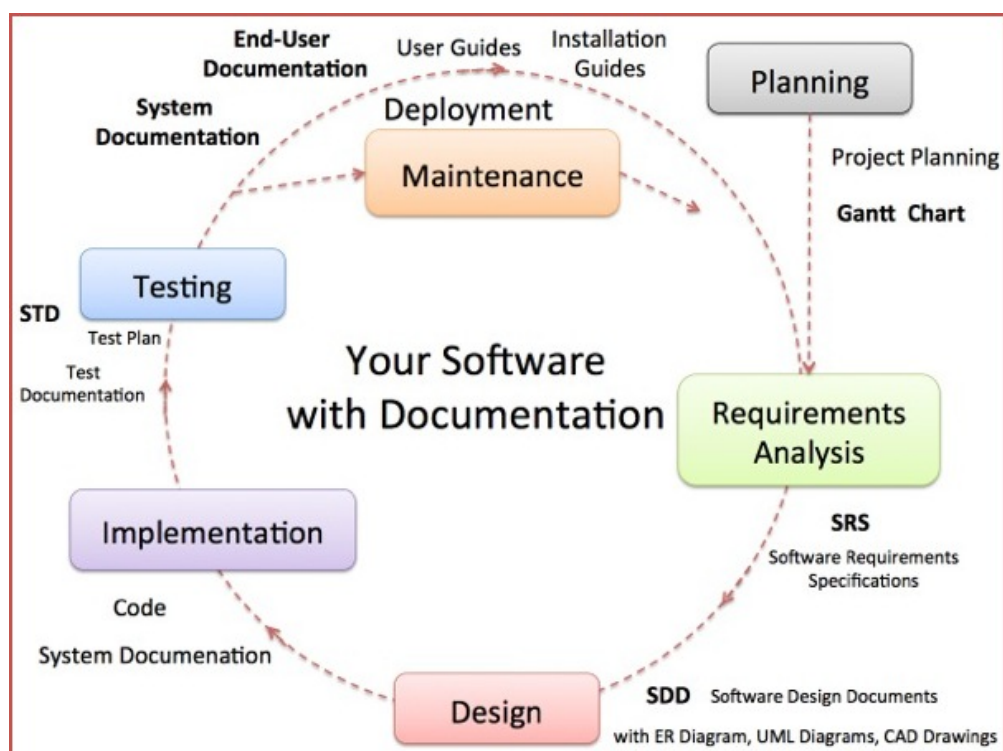 End-User
Documentation
User Guides
Installation
Guides
Planning
System
Documentation
Deployment
Maintenance
Project Planning
Gantt Chart
Testing
STD
Test Plan
Test
Documentation
Your Software
with Documentation
Requirements
Analysis
Implementation
SRS
Software Requirements
Specifications
Code
System Documenation
Design
SDD Software Design Documents
with ER Diagram, UML Diagrams, CAD Drawings